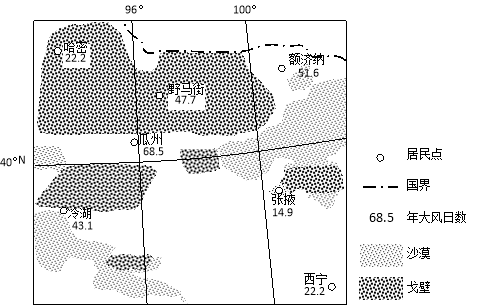 96°
100°
哈密
22.2
额济纳
51.6
野马街
47.7
瓜州
68.5
40°N
张掖
14.9
冷湖
43.1
西宁
22.2
居民点
国界
68.5 年大风日数
沙漠
戈壁